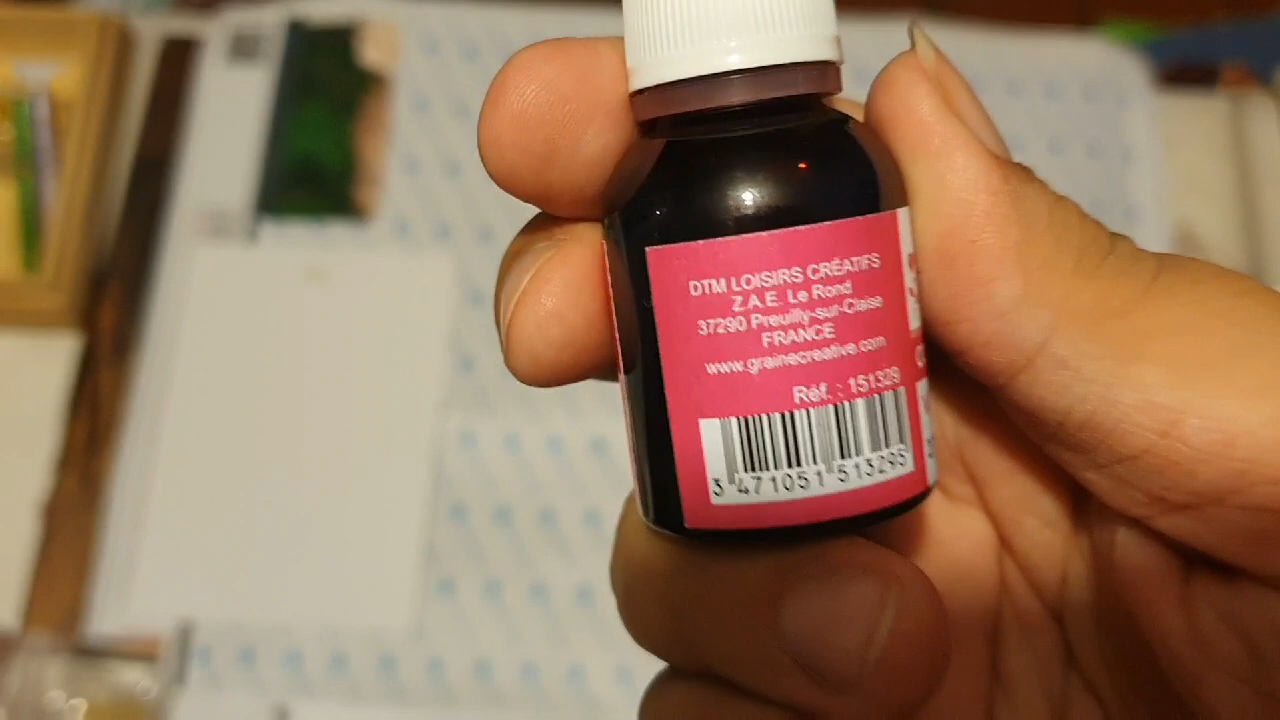 DTM LOISIRS CRÉATIFS
Z.A.E. Le Rond
37290 Preuilly-sur-Claise
FRANCE
www.grainecreative.com
Réf. : 151329
3 471051 513295